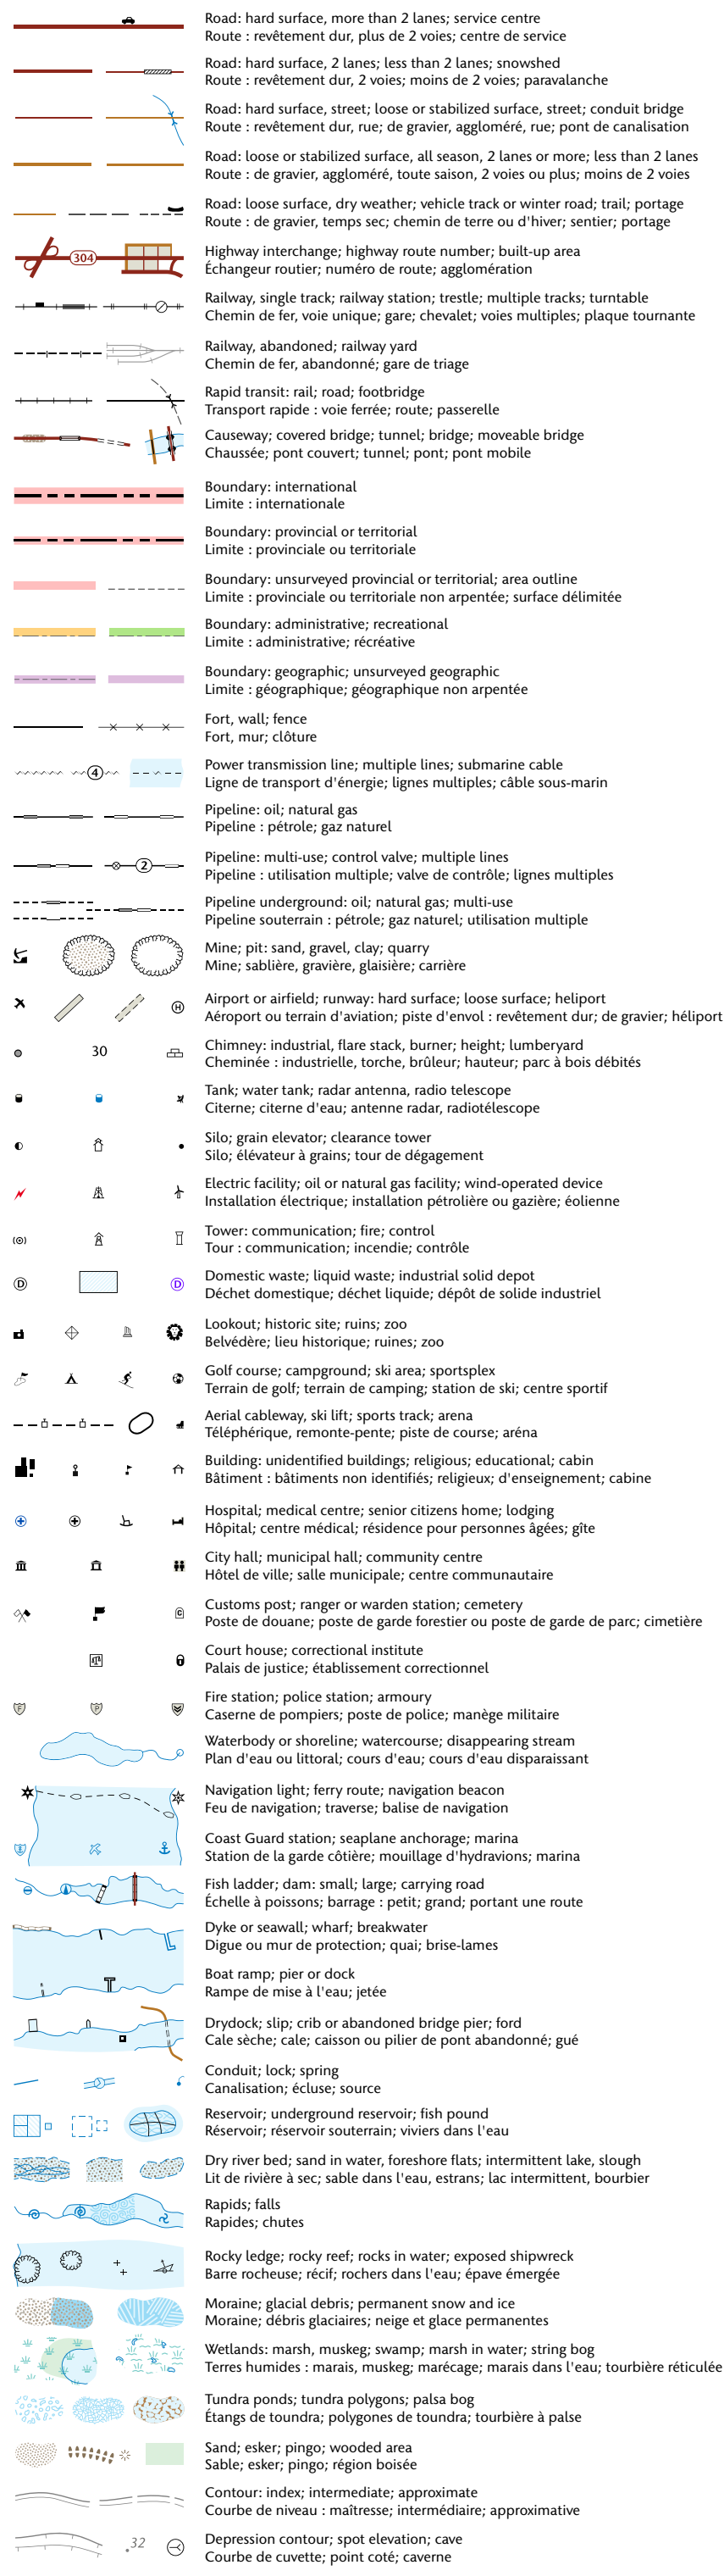 Road: hard surface, more than 2 lanes; service centre
Route : revêtement dur, plus de 2 voies; centre de service
Road: hard surface, 2 lanes; less than 2 lanes; snowshed
Route : revêtement dur, 2 voies; moins de 2 voies; paravalanche
Road: hard surface, street; loose or stabilized surface, street; conduit bridge
Route : revêtement dur, rue; de gravier, aggloméré, rue; pont de canalisation
Road: loose or stabilized surface, all season, 2 lanes or more; less than 2 lanes
Route : de gravier, aggloméré, toute saison, 2 voies ou plus; moins de 2 voies
Road: loose surface, dry weather; vehicle track or winter road; trail; portage
Route : de gravier, temps sec; chemin de terre ou d'hiver; sentier; portage
304
Highway interchange; highway route number; built-up area
Échangeur routier; numéro de route; agglomération
Railway, single track; railway station; trestle; multiple tracks; turntable
Chemin de fer, voie unique; gare; chevalet; voies multiples; plaque tournante
Railway, abandoned; railway yard
Chemin de fer, abandonné; gare de triage
Rapid transit: rail; road; footbridge
Transport rapide : voie ferrée; route; passerelle
Causeway; covered bridge; tunnel; bridge; moveable bridge
Chaussée; pont couvert; tunnel; pont; pont mobile
Boundary: international
Limite : internationale
Boundary: provincial or territorial
Limite : provinciale ou territoriale
Boundary: unsurveyed provincial or territorial; area outline
Limite : provinciale ou territoriale non arpentée; surface délimitée
Boundary: administrative; recreational
Limite : administrative; récréative
Boundary: geographic; unsurveyed geographic
Limite : géographique; géographique non arpentée
Fort, wall; fence
Fort, mur; clôture
4
Power transmission line; multiple lines; submarine cable
Ligne de transport d'énergie; lignes multiples; câble sous-marin
Pipeline: oil; natural gas
Pipeline : pétrole; gaz naturel
2
Pipeline: multi-use; control valve; multiple lines
Pipeline : utilisation multiple; valve de contrôle; lignes multiples
Pipeline underground: oil; natural gas; multi-use
Pipeline souterrain : pétrole; gaz naturel; utilisation multiple
Mine; pit: sand, gravel, clay; quarry
Mine; sablière, gravière, glaisière; carrière
H
Airport or airfield; runway: hard surface; loose surface; heliport
Aéroport ou terrain d'aviation; piste d'envol : revêtement dur; de gravier; héliport
30
Chimney: industrial, flare stack, burner; height; lumberyard
Cheminée : industrielle, torche, brûleur; hauteur; parc à bois débités
Tank; water tank; radar antenna, radio telescope
Citerne; citerne d'eau; antenne radar, radiotélescope
Silo; grain elevator; clearance tower
Silo; élévateur à grains; tour de dégagement
Electric facility; oil or natural gas facility; wind-operated device
Installation électrique; installation pétrolière ou gazière; éolienne
Tower: communication; fire; control
Tour : communication; incendie; contrôle
D D
Domestic waste; liquid waste; industrial solid depot
Déchet domestique; déchet liquide; dépôt de solide industriel
Lookout; historic site; ruins; zoo
Belvédère; lieu historique; ruines; zoo
Golf course; campground; ski area; sportsplex
Terrain de golf; terrain de camping; station de ski; centre sportif
Aerial cableway, ski lift; sports track; arena
Téléphérique, remonte-pente; piste de course; aréna
Building: unidentified buildings; religious; educational; cabin
Bâtiment : bâtiments non identifiés; religieux; d'enseignement; cabine
Hospital; medical centre; senior citizens home; lodging
Hôpital; centre médical; résidence pour personnes âgées; gîte
City hall; municipal hall; community centre
Hôtel de ville; salle municipale; centre communautaire
C
Customs post; ranger or warden station; cemetery
Poste de douane; poste de garde forestier ou poste de garde de parc; cimetière
Court house; correctional institute
Palais de justice; établissement correctionnel
F P
Fire station; police station; armoury
Caserne de pompiers; poste de police; manège militaire
Waterbody or shoreline; watercourse; disappearing stream
Plan d'eau ou littoral; cours d'eau; cours d'eau disparaissant
Navigation light; ferry route; navigation beacon
Feu de navigation; traverse; balise de navigation
Coast Guard station; seaplane anchorage; marina
Station de la garde côtière; mouillage d'hydravions; marina
Fish ladder; dam: small; large; carrying road
Échelle à poissons; barrage : petit; grand; portant une route
Dyke or seawall; wharf; breakwater
Digue ou mur de protection; quai; brise-lames
Boat ramp; pier or dock
Rampe de mise à l'eau; jetée
Drydock; slip; crib or abandoned bridge pier; ford
Cale sèche; cale; caisson ou pilier de pont abandonné; gué
Conduit; lock; spring
Canalisation; écluse; source
Reservoir; underground reservoir; fish pound
Réservoir; réservoir souterrain; viviers dans l'eau
Dry river bed; sand in water, foreshore flats; intermittent lake, slough
Lit de rivière à sec; sable dans l'eau, estrans; lac intermittent, bourbier
Rapids; falls
Rapides; chutes
Rocky ledge; rocky reef; rocks in water; exposed shipwreck
Barre rocheuse; récif; rochers dans l'eau; épave émergée
Moraine; glacial debris; permanent snow and ice
Moraine; débris glaciaires; neige et glace permanentes
Wetlands: marsh, muskeg; swamp; marsh in water; string bog
Terres humides : marais, muskeg; marécage; marais dans l'eau; tourbière réticulée
Tundra ponds; tundra polygons; palsa bog
Étangs de toundra; polygones de toundra; tourbière à palse
Sand; esker; pingo; wooded area
Sable; esker; pingo; région boisée
Contour: index; intermediate; approximate
Courbe de niveau : maîtresse; intermédiaire; approximative
.32
Depression contour; spot elevation; cave
Courbe de cuvette; point coté; caverne